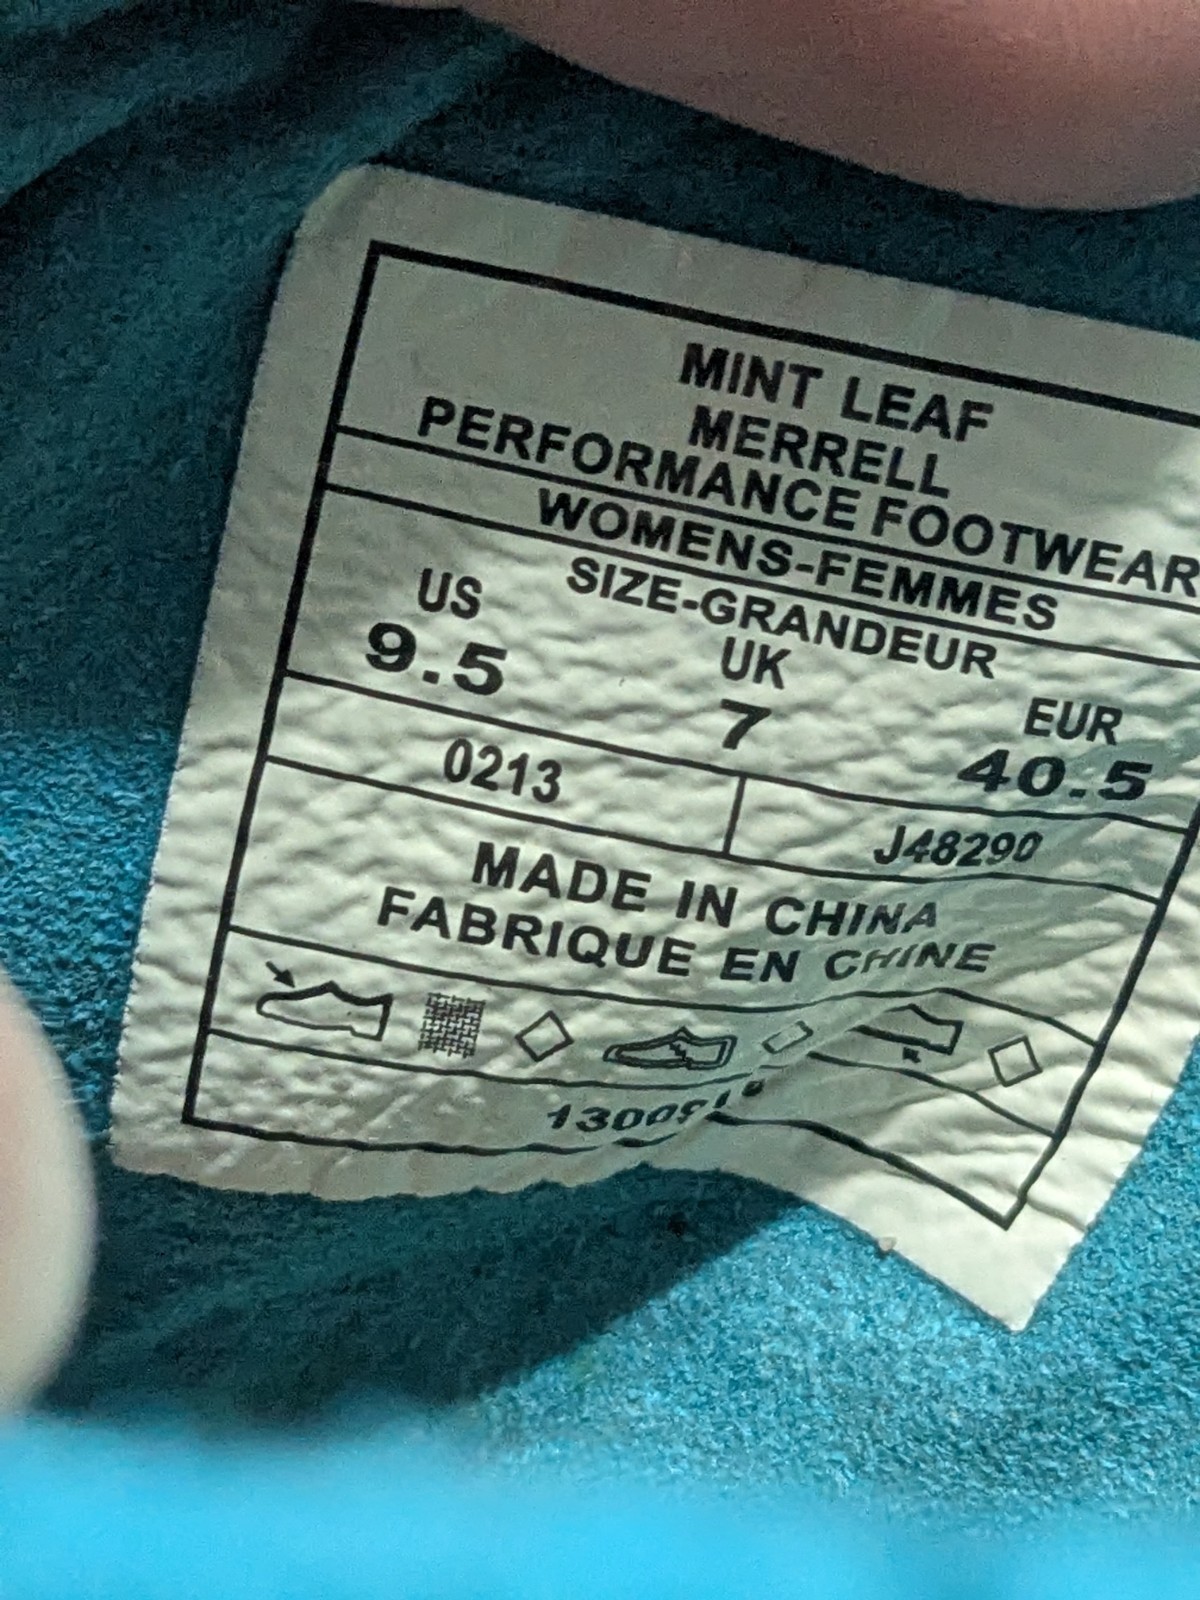 MINT LEAF
MERRELL
PERFORMANCE FOOTWEAR
WOMENS-FEMMES
SIZE-GRANDEUR
US UK EUR
9.5 7 40.5
0213 J48290
MADE IN CHINA
FABRIQUE EN CHINE